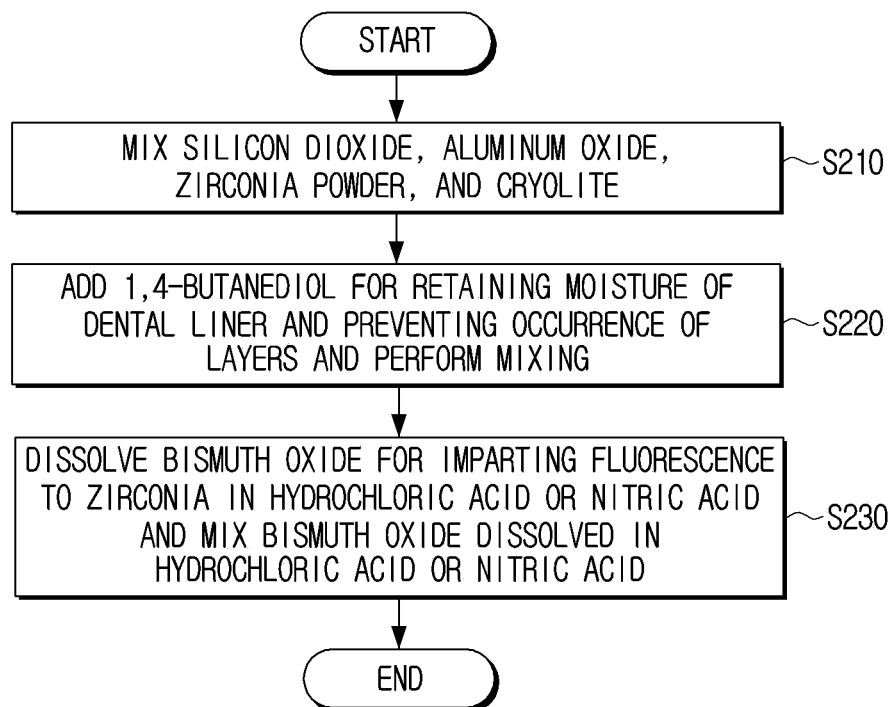 START
MIX SILICON DIOXIDE, ALUMINUM OXIDE,
ZIRCONIA POWDER, AND CRYOLITE
S210
ADD 1,4-BUTANEDIOL FOR RETAINING MOISTURE OF
DENTAL LINER AND PREVENTING OCCURRENCE OF
LAYERS AND PERFORM MIXING
S220
DISSOLVE BISMUTH OXIDE FOR IMPARTING FLUORESCENCE
TO ZIRCONIA IN HYDROCHLORIC ACID OR NITRIC ACID
AND MIX BISMUTH OXIDE DISSOLVED IN
HYDROCHLORIC ACID OR NITRIC ACID
S230
END